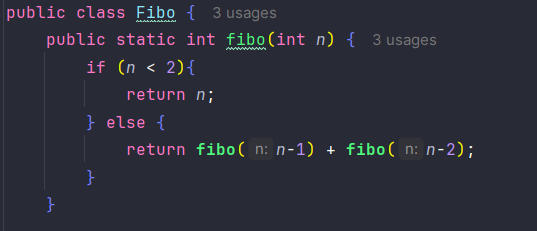 public class Fibo {  3 usages
    public static int fibo(int n) {  3 usages
        if (n < 2){
            return n;
        } else {
            return fibo( n: n-1) + fibo( n: n-2);
        }
    }